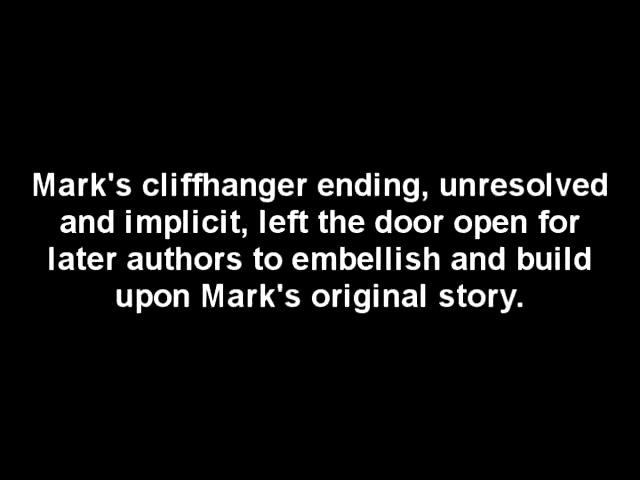 Mark's cliffhanger ending, unresolved
and implicit, left the door open for
later authors to embellish and build
upon Mark's original story.